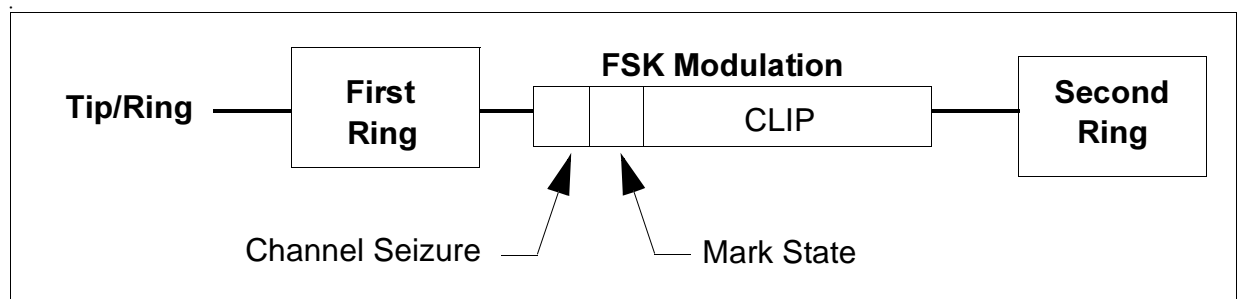 FSK Modulation
Tip/Ring
First
Ring
CLIP
Second
Ring
Channel Seizure
Mark State